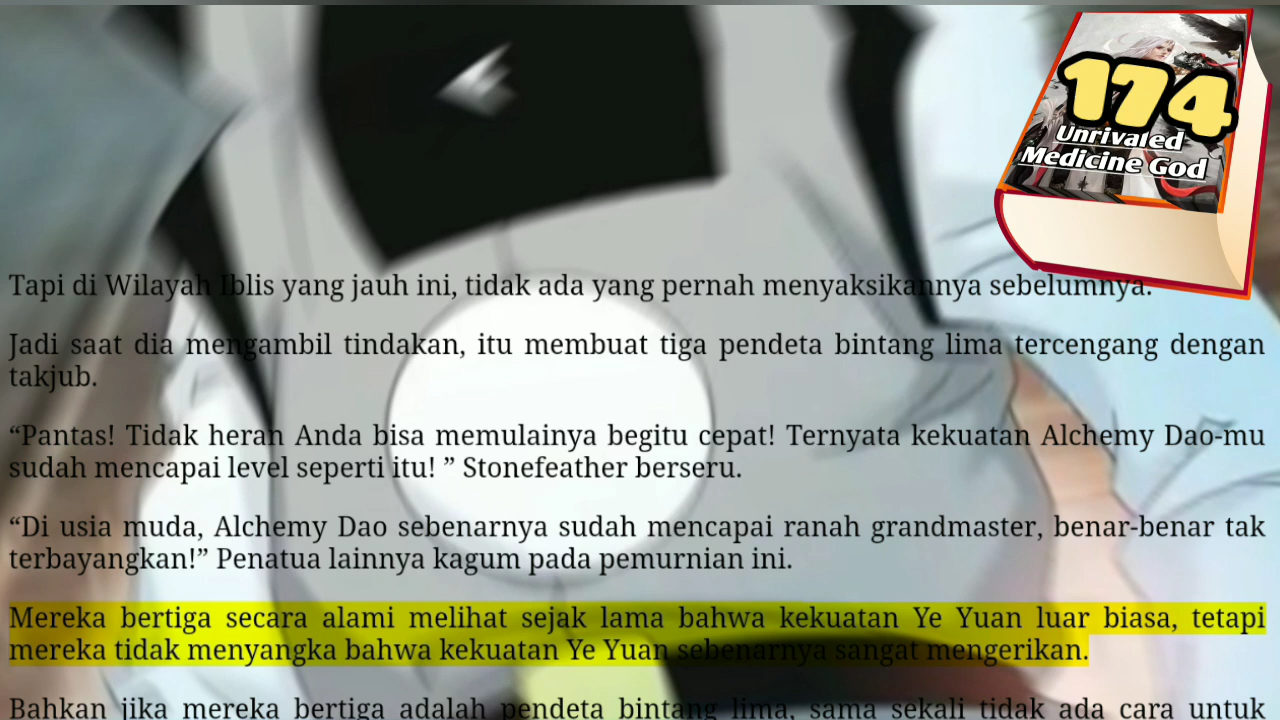 174
Unrivaled
Medicine God
Tapi di Wilayah Iblis yang jauh ini, tidak ada yang pernah menyaksikannya sebelumnya.
Jadi saat dia mengambil tindakan, itu membuat tiga pendeta bintang lima tercengang dengan
takjub.
“Pantas! Tidak heran Anda bisa memulainya begitu cepat! Ternyata kekuatan Alchemy Dao-mu
sudah mencapai level seperti itu! ” Stonefeather berseru.
“Di usia muda, Alchemy Dao sebenarnya sudah mencapai ranah grandmaster, benar-benar tak
terbayangkan!” Penatua lainnya kagum pada pemurnian ini.
Mereka bertiga secara alami melihat sejak lama bahwa kekuatan Ye Yuan luar biasa, tetapi
mereka tidak menyangka bahwa kekuatan Ye Yuan sebenarnya sangat mengerikan.
Bahkan jika mereka bertiga adalah pendeta bintang lima, sama sekali tidak ada cara untuk